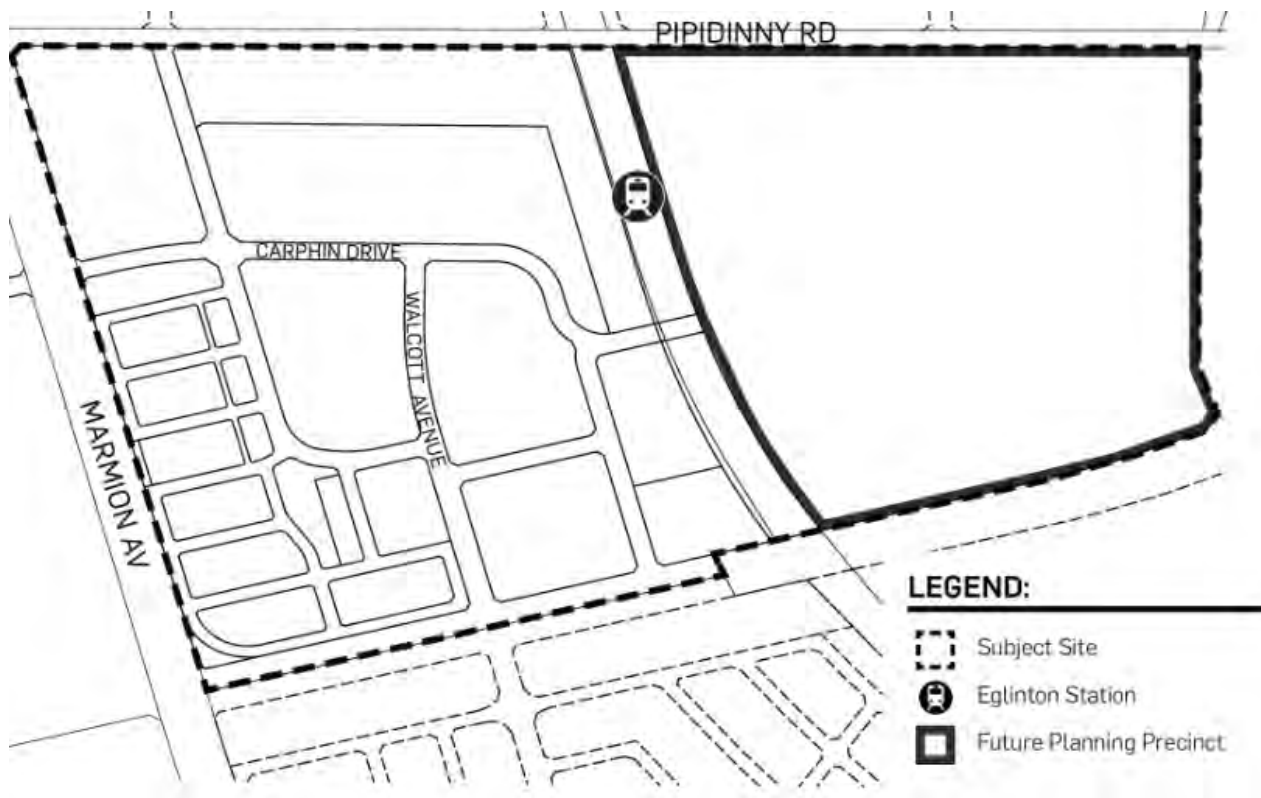 PIPIDINNY RD
CARPHIN DRIVE
WALCOTT AVENUE
MARMION AV
LEGEND:
Subject Site
Eglinton Station
Future Planning Precinct